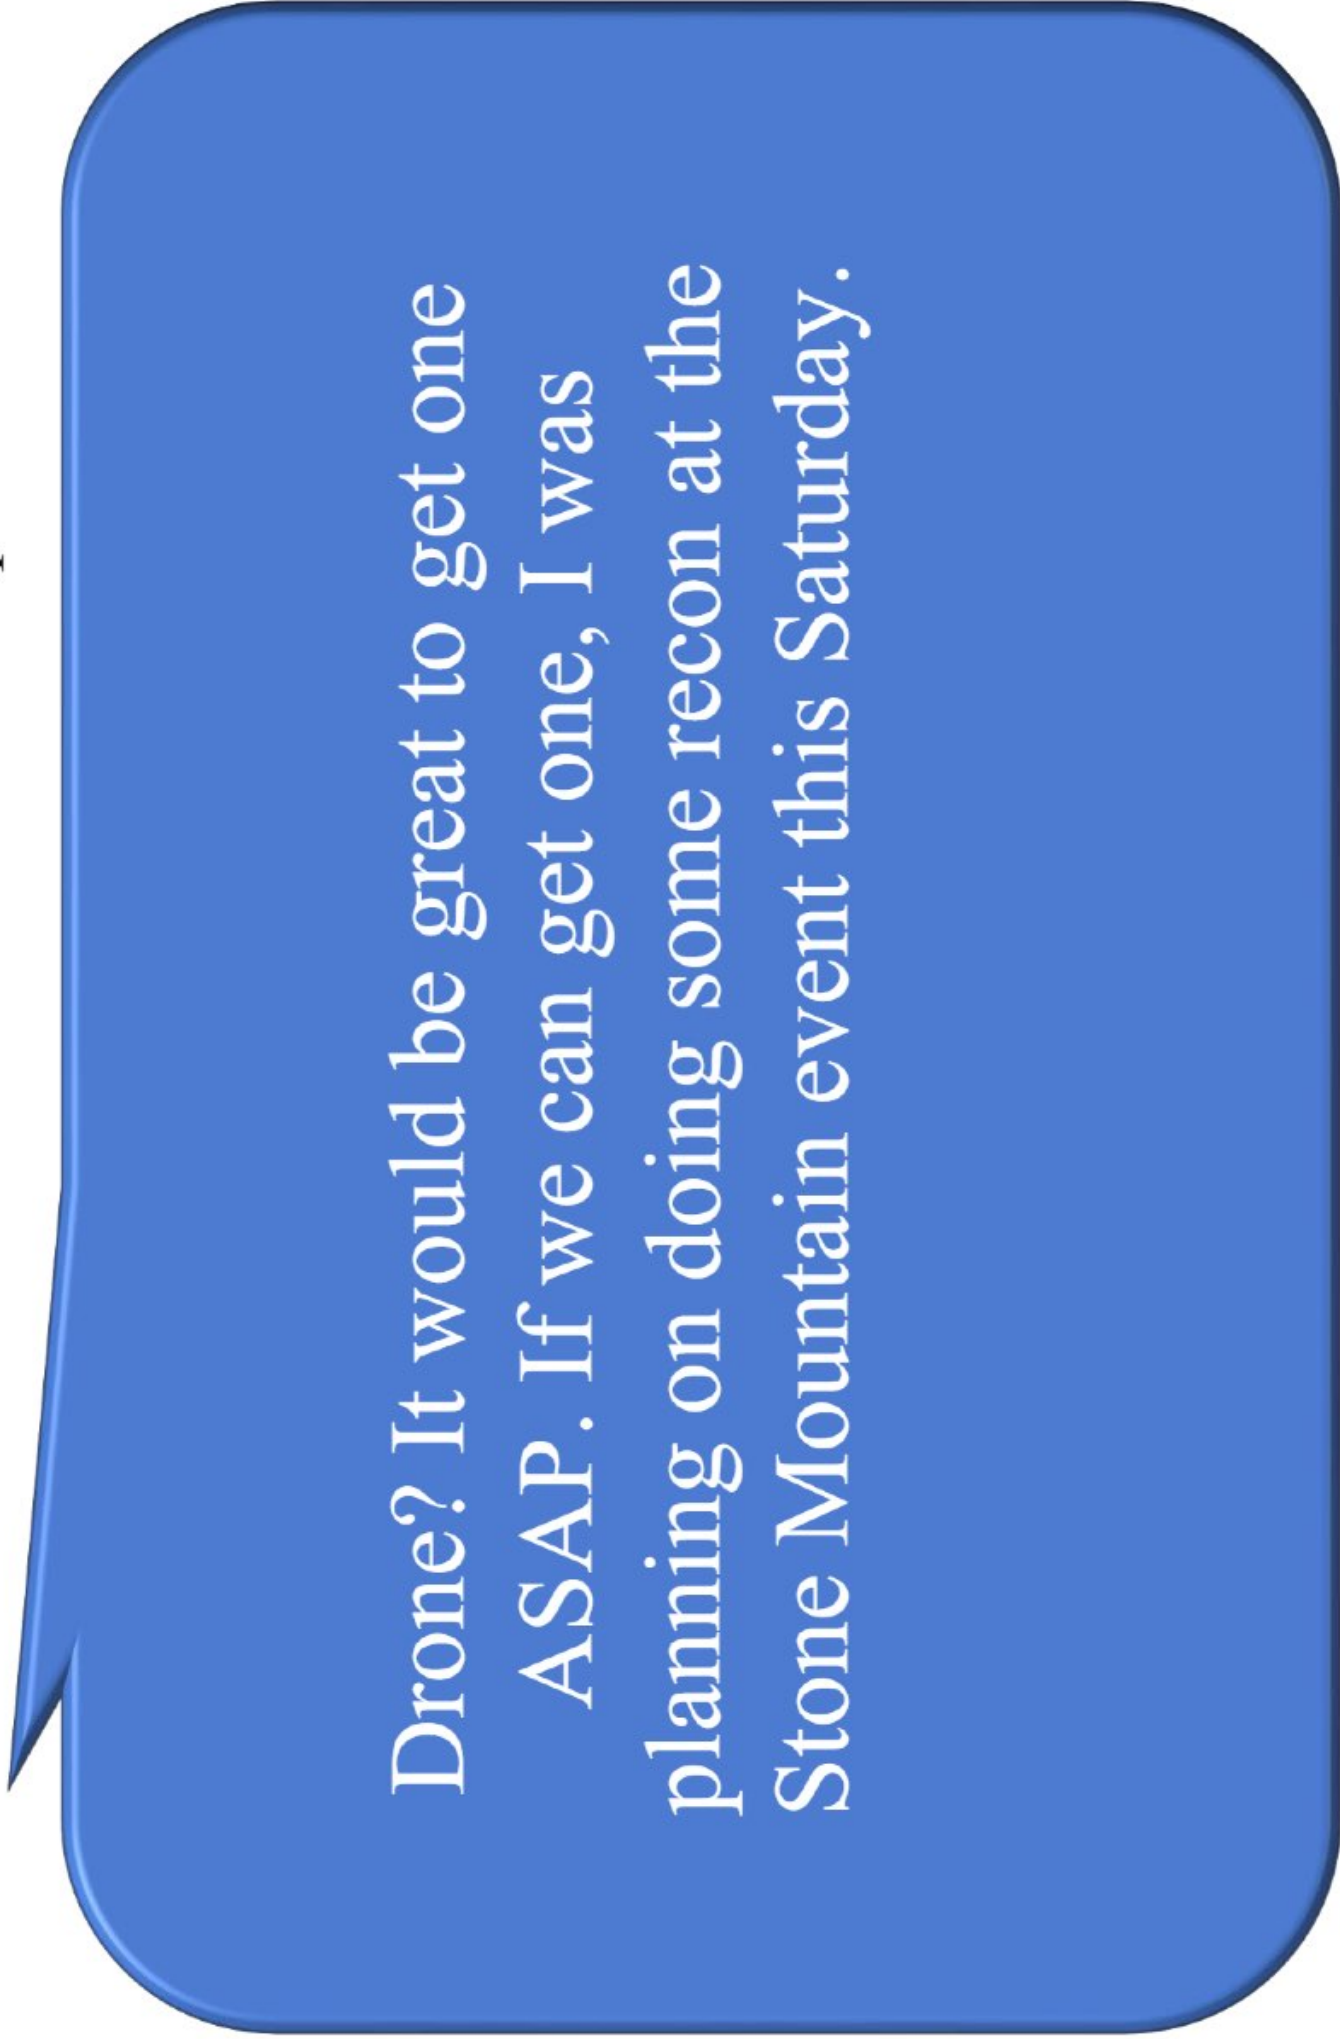 Drone? It would be great to get one
ASAP. If we can get one, I was
planning on doing some recon at the
Stone Mountain event this Saturday.